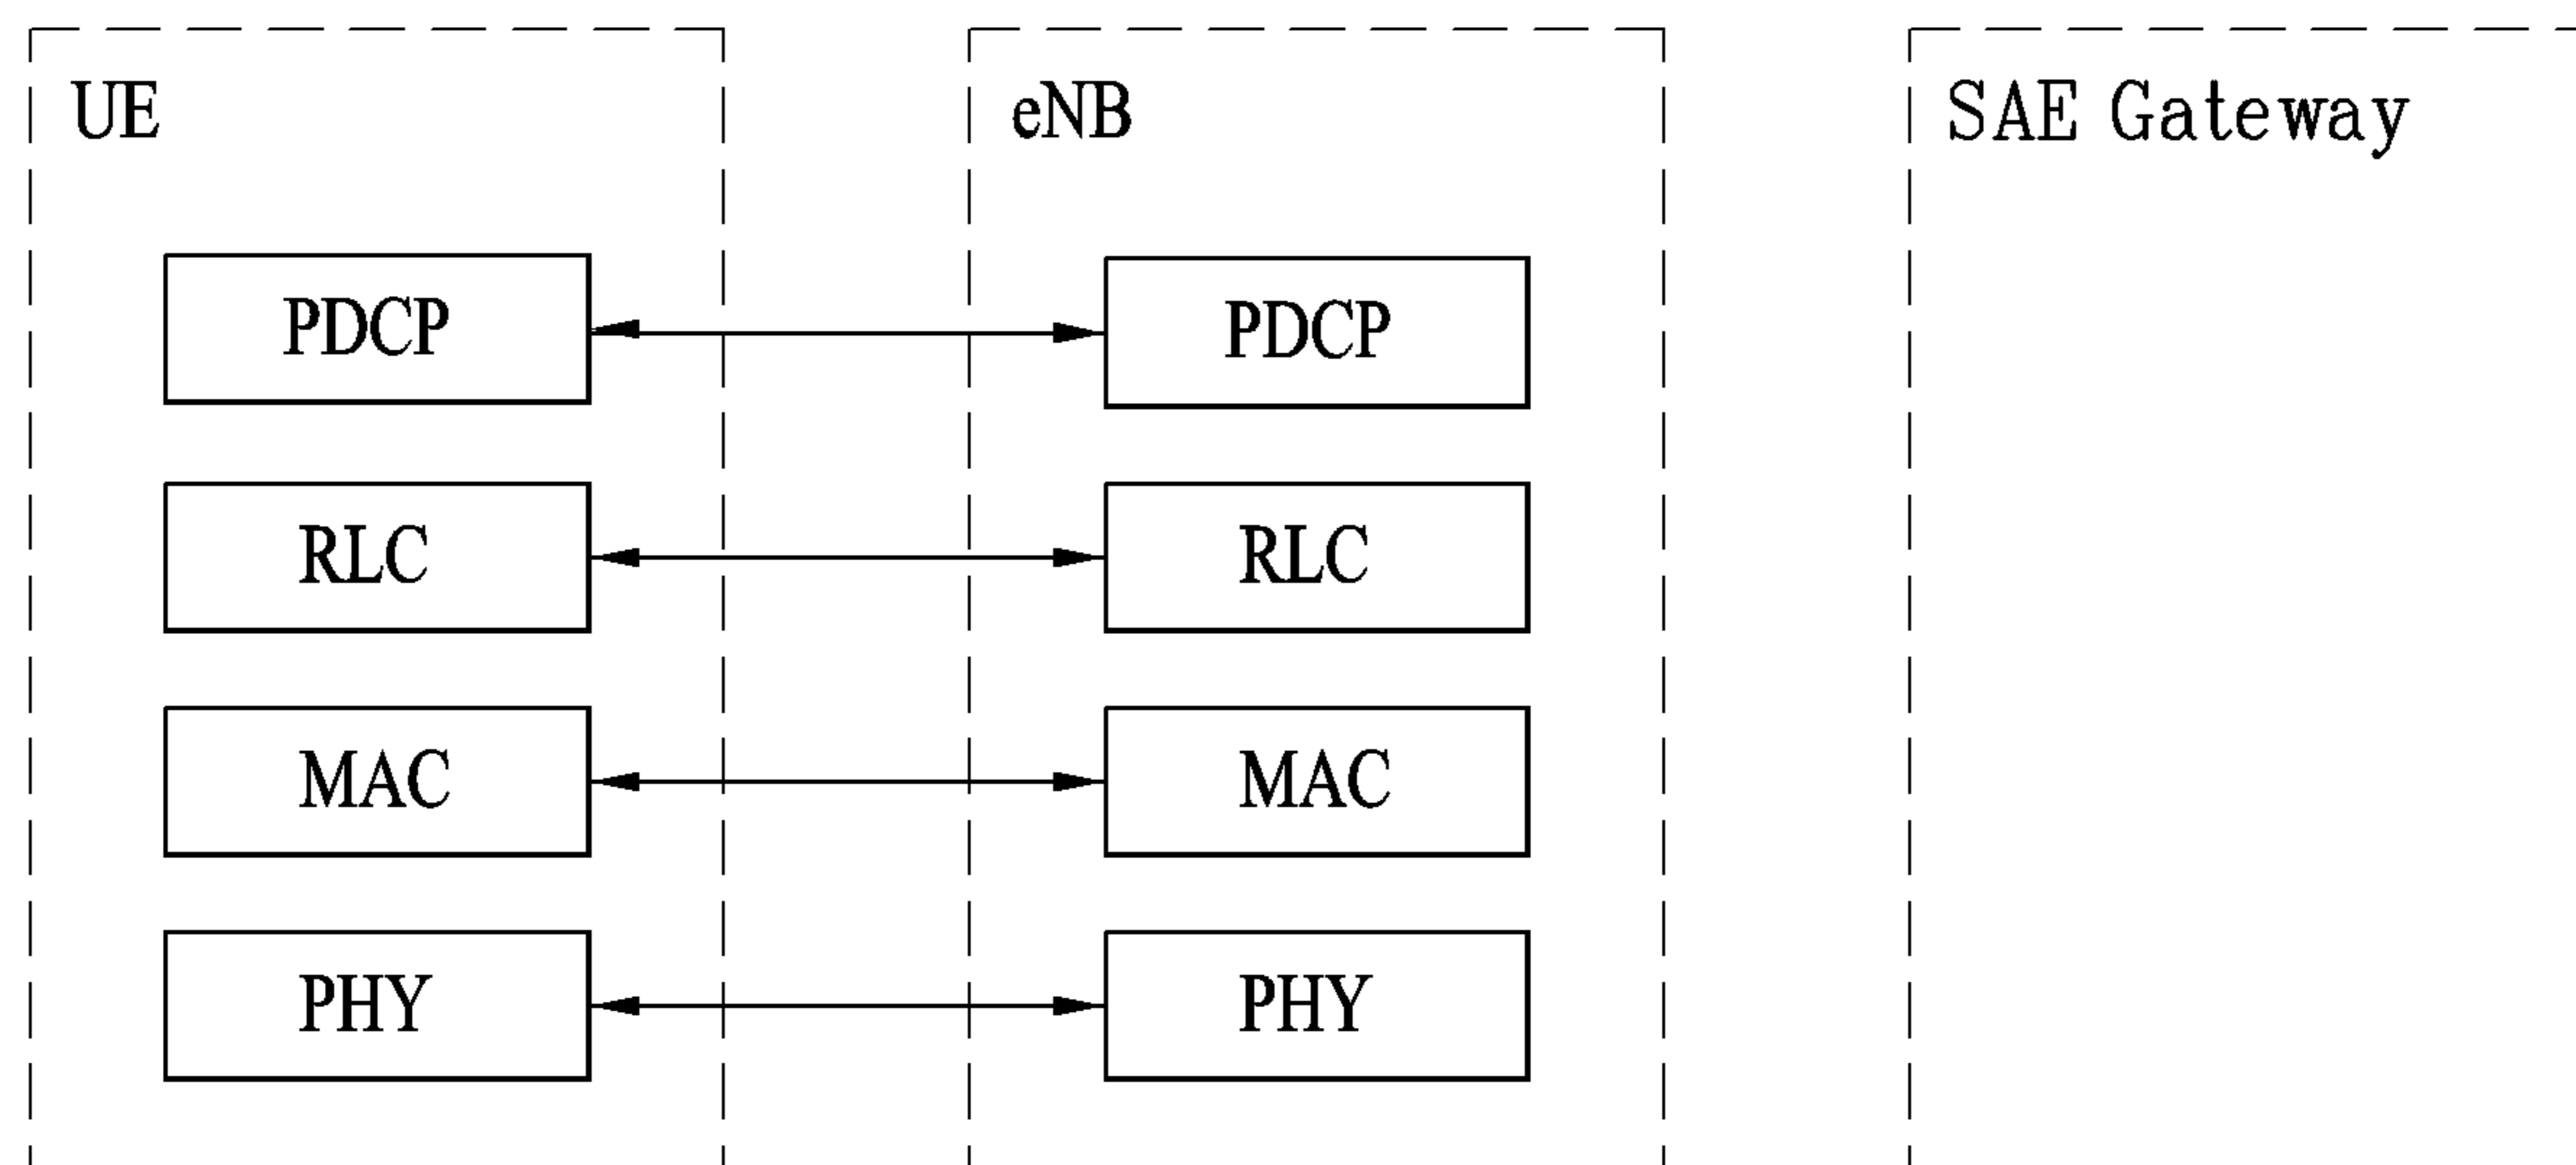 UE eNB SAE Gateway
PDCP PDCP
RLC RLC
MAC MAC
PHY PHY